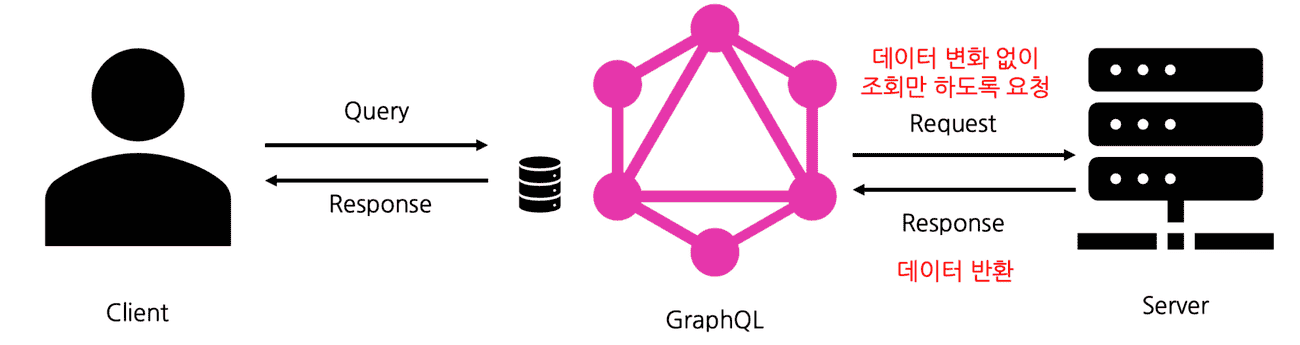 Query
Response
Client
GraphQL
데이터 변화 없이
조회만 하도록 요청
Request
Response
데이터 반환
Server